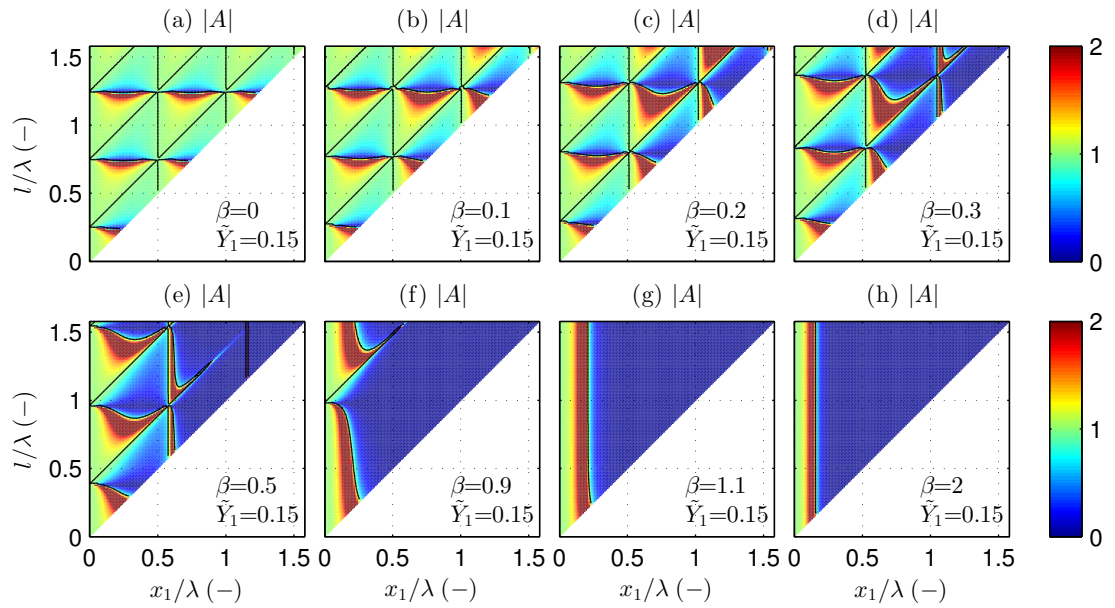 (a) |A|
(b) |A|
(c) |A|
(d) |A|
1.5
1
0.5
0
l/λ (−)
β=0
Ỹ₁=0.15
β=0.1
Ỹ₁=0.15
β=0.2
Ỹ₁=0.15
β=0.3
Ỹ₁=0.15
2
1
0
(e) |A|
(f) |A|
(g) |A|
(h) |A|
1.5
1
0.5
0
l/λ (−)
β=0.5
Ỹ₁=0.15
β=0.9
Ỹ₁=0.15
β=1.1
Ỹ₁=0.15
β=2
Ỹ₁=0.15
2
1
0
0 0.5 1 1.5
0 0.5 1 1.5
0 0.5 1 1.5
0 0.5 1 1.5
x₁/λ (−)
x₁/λ (−)
x₁/λ (−)
x₁/λ (−)